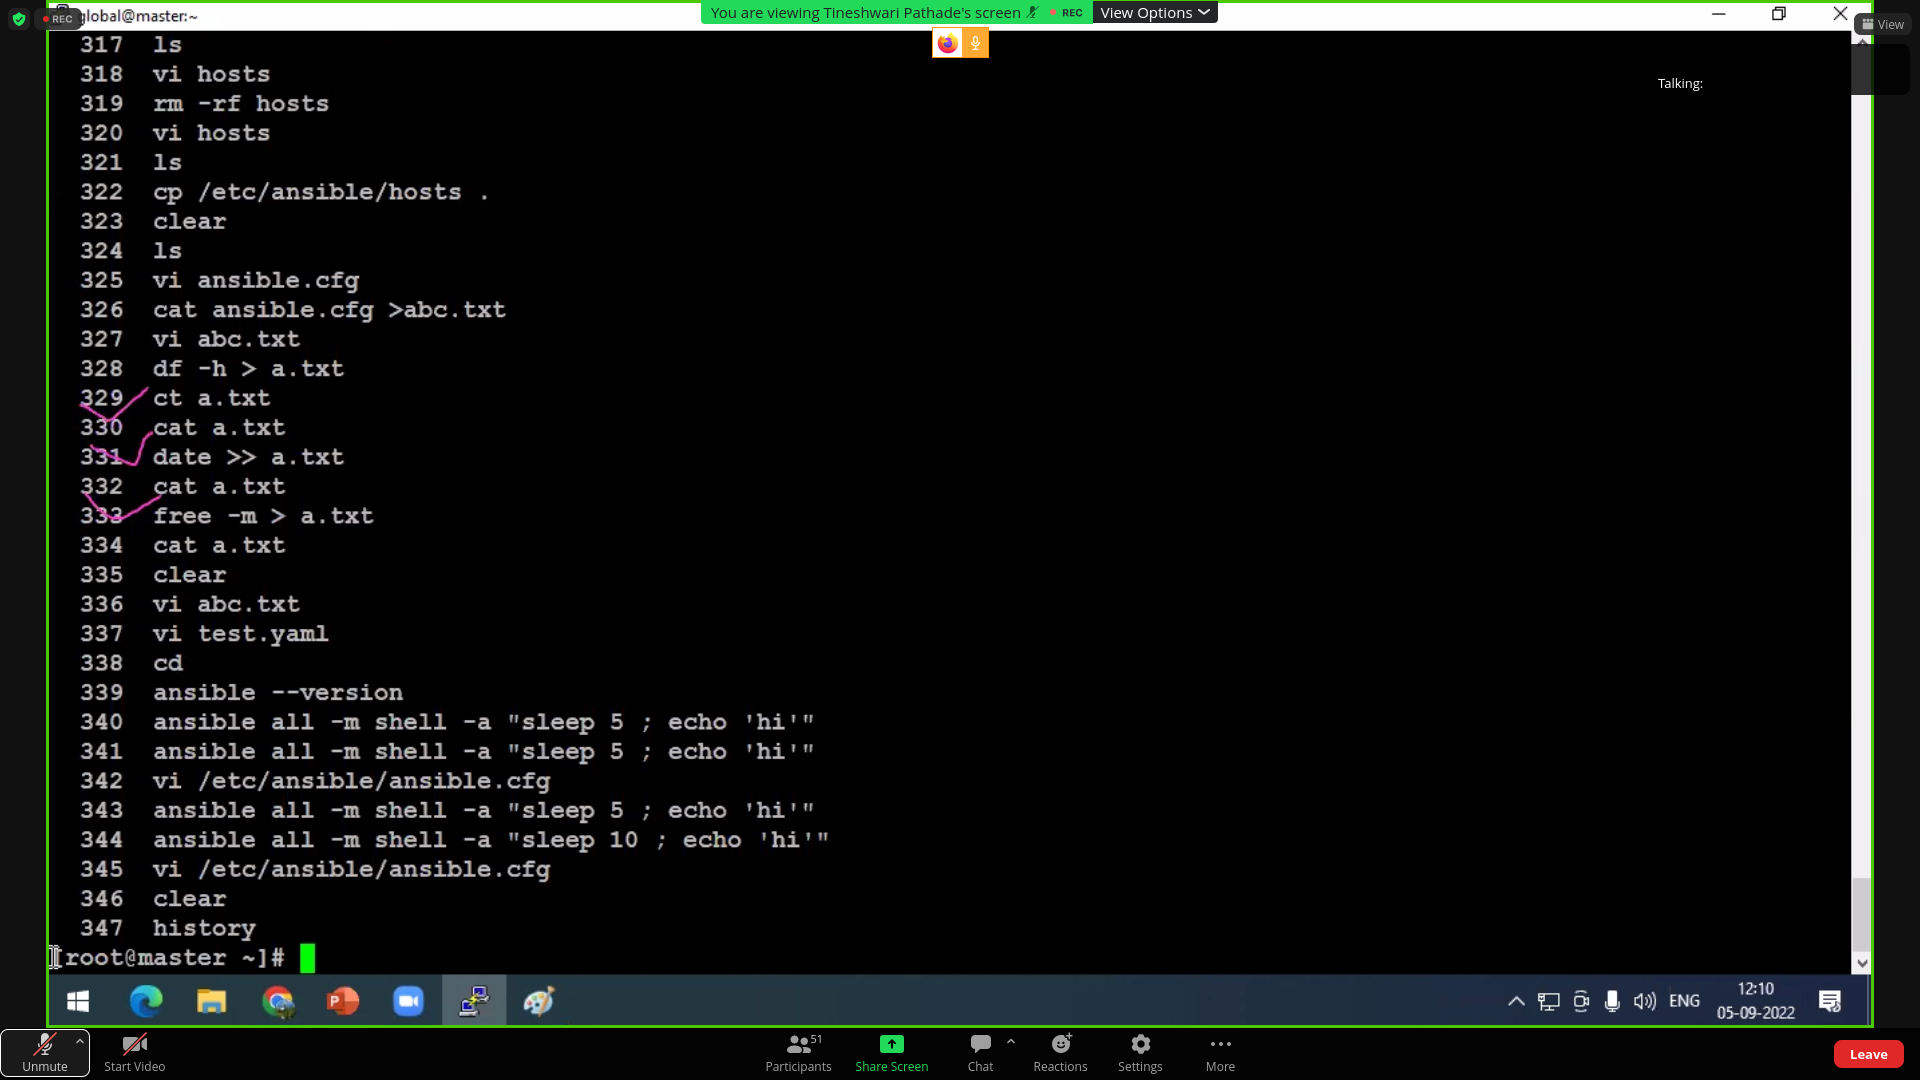 REC
global@master:~
You are viewing Tineshwari Pathade's screen
REC
View Options
View
Talking:
317 ls
318 vi hosts
319 rm -rf hosts
320 vi hosts
321 ls
322 cp /etc/ansible/hosts .
323 clear
324 ls
325 vi ansible.cfg
326 cat ansible.cfg >abc.txt
327 vi abc.txt
328 df -h > a.txt
329 ct a.txt
330 cat a.txt
331 date >> a.txt
332 cat a.txt
333 free -m > a.txt
334 cat a.txt
335 clear
336 vi abc.txt
337 vi test.yaml
338 cd
339 ansible --version
340 ansible all -m shell -a "sleep 5 ; echo 'hi'"
341 ansible all -m shell -a "sleep 5 ; echo 'hi'"
342 vi /etc/ansible/ansible.cfg
343 ansible all -m shell -a "sleep 5 ; echo 'hi'"
344 ansible all -m shell -a "sleep 10 ; echo 'hi'"
345 vi /etc/ansible/ansible.cfg
346 clear
347 history
[root@master ~]#
ENG
12:10
05-09-2022
Unmute
Start Video
51
Participants
Share Screen
Chat
Reactions
Settings
More
Leave